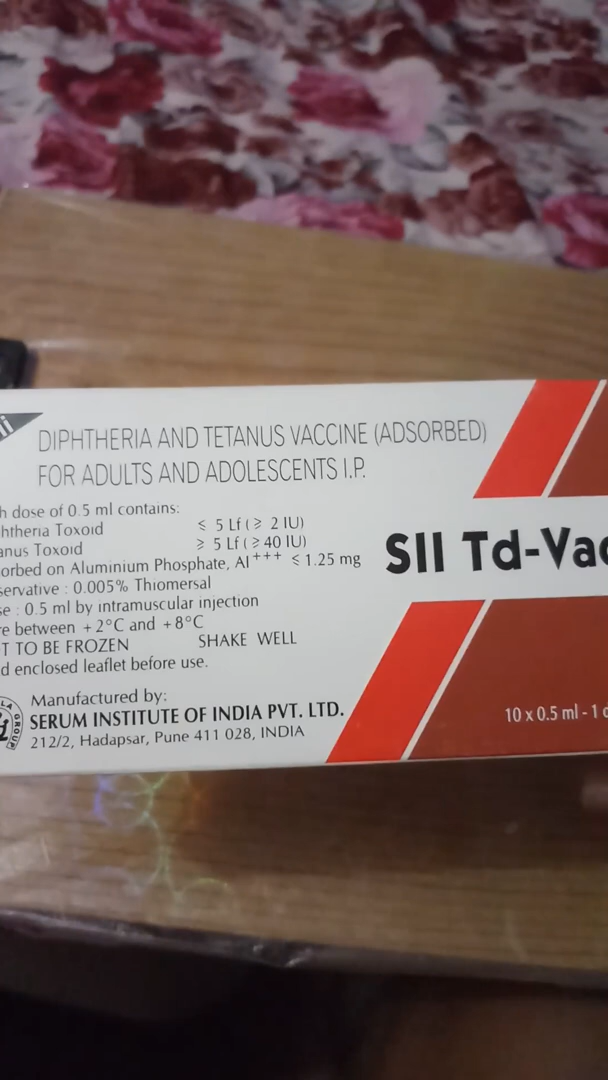 DIPHTHERIA AND TETANUS VACCINE (ADSORBED)
FOR ADULTS AND ADOLESCENTS I.P.
h dose of 0.5 ml contains:
htheria Toxoid ≤ 5 Lf (≥ 2 IU)
anus Toxoid ≥ 5 Lf (≥ 40 IU)
orbed on Aluminium Phosphate, Al+++ ≤ 1.25 mg
servative : 0.005% Thiomersal
se : 0.5 ml by intramuscular injection
re between +2°C and +8°C
T TO BE FROZEN SHAKE WELL
d enclosed leaflet before use.
SII Td-Vac
Manufactured by:
SERUM INSTITUTE OF INDIA PVT. LTD.
212/2, Hadapsar, Pune 411 028, INDIA
10 x 0.5 ml - 1